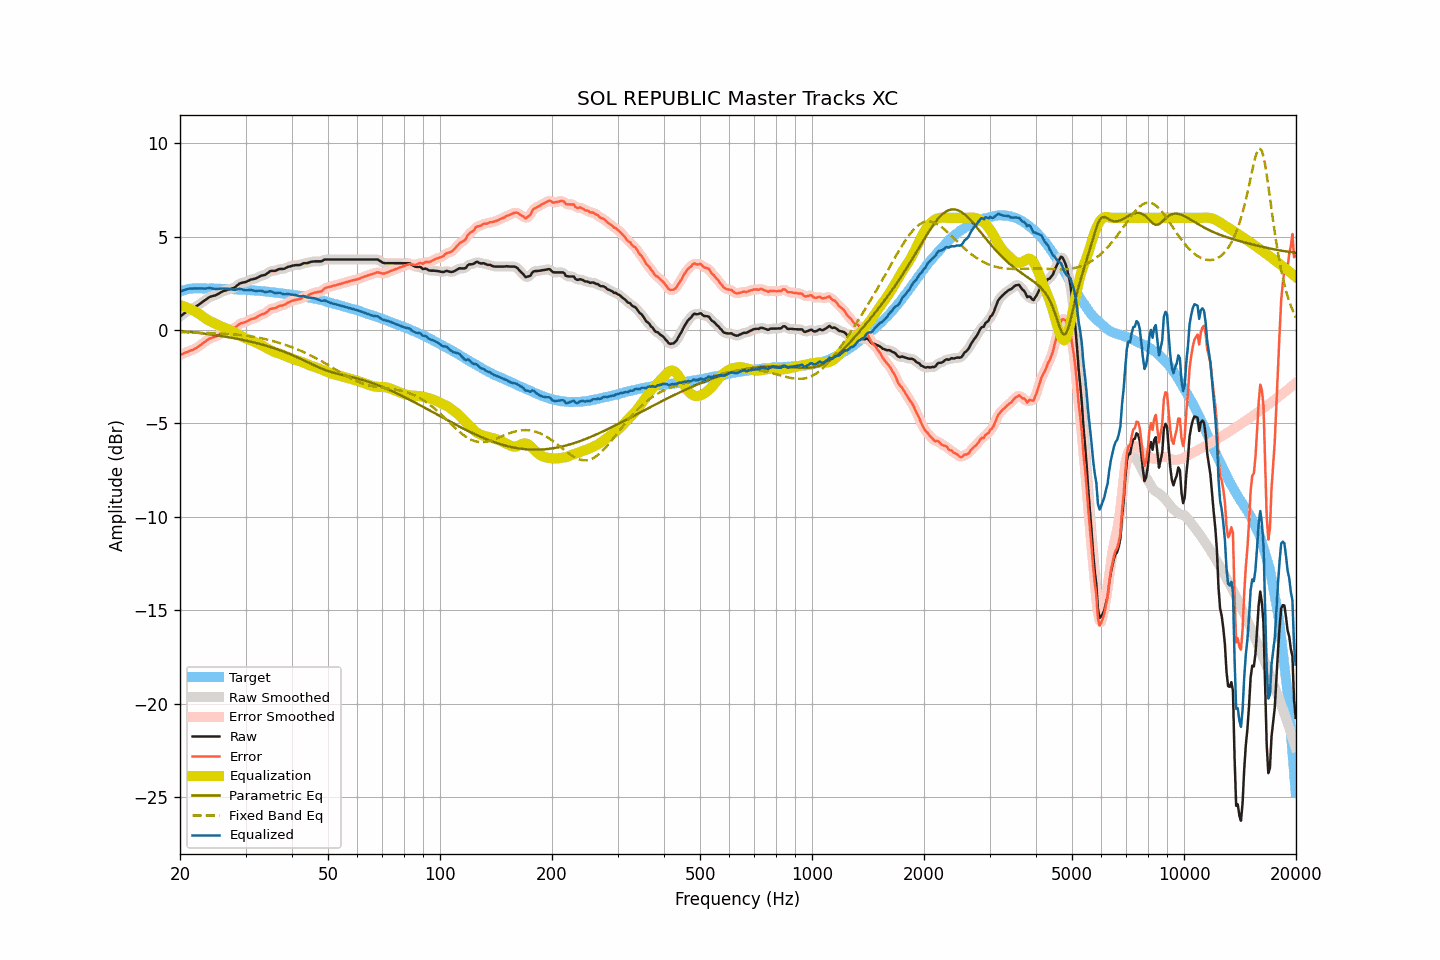 SOL REPUBLIC Master Tracks XC
10
5
0
−5
−10
−15
−20
−25
Amplitude (dBr)
Target
Raw Smoothed
Error Smoothed
Raw
Error
Equalization
Parametric Eq
Fixed Band Eq
Equalized
20 50 100 200 500 1000 2000 5000 10000 20000
Frequency (Hz)